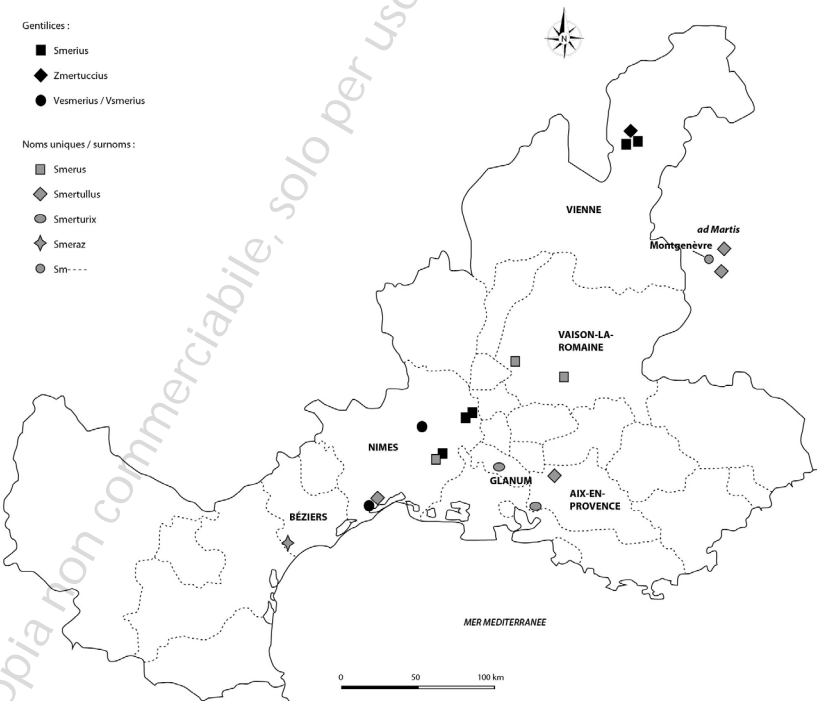 Gentilices :
Smerius
Zmertuccius
Vesmerius / Vsmerius
Noms uniques / surnoms :
Smerus
Smertullus
Smerturix
Smeraz
Sm----
N
VIENNE
ad Martis
Montgenèvre
VAISON-LA-
ROMAINE
NIMES
GLANUM
AIX-EN-
PROVENCE
BÉZIERS
MER MEDITERRANEE
0 50 100 km
opia non commerciabile, solo per uso